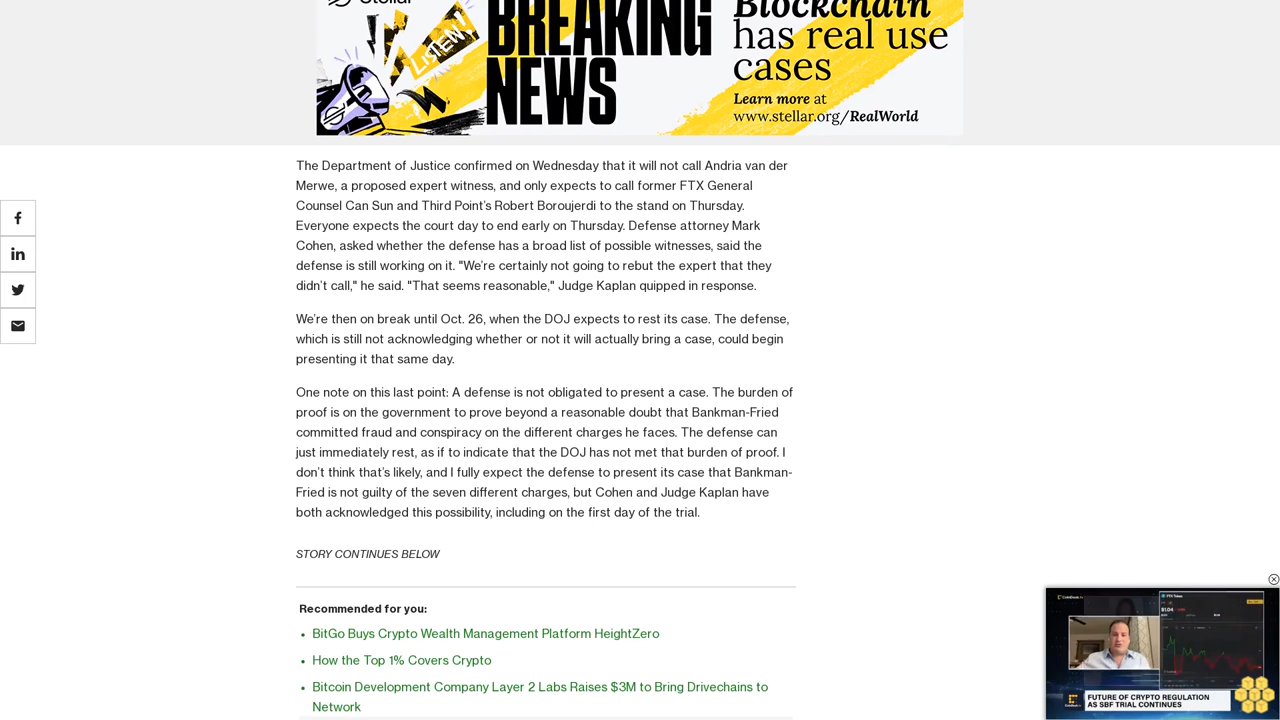 Stellar
LISTEN!
BREAKING
NEWS
Blockchain
has real use
cases
Learn more at
www.stellar.org/RealWorld
The Department of Justice confirmed on Wednesday that it will not call Andria van der
Merwe, a proposed expert witness, and only expects to call former FTX General
Counsel Can Sun and Third Point’s Robert Boroujerdi to the stand on Thursday.
Everyone expects the court day to end early on Thursday. Defense attorney Mark
Cohen, asked whether the defense has a broad list of possible witnesses, said the
defense is still working on it. "We’re certainly not going to rebut the expert that they
didn’t call," he said. "That seems reasonable," Judge Kaplan quipped in response.
We’re then on break until Oct. 26, when the DOJ expects to rest its case. The defense,
which is still not acknowledging whether or not it will actually bring a case, could begin
presenting it that same day.
One note on this last point: A defense is not obligated to present a case. The burden of
proof is on the government to prove beyond a reasonable doubt that Bankman-Fried
committed fraud and conspiracy on the different charges he faces. The defense can
just immediately rest, as if to indicate that the DOJ has not met that burden of proof. I
don’t think that’s likely, and I fully expect the defense to present its case that Bankman-
Fried is not guilty of the seven different charges, but Cohen and Judge Kaplan have
both acknowledged this possibility, including on the first day of the trial.
STORY CONTINUES BELOW
Recommended for you:
• BitGo Buys Crypto Wealth Management Platform HeightZero
• How the Top 1% Covers Crypto
• Bitcoin Development Company Layer 2 Labs Raises $3M to Bring Drivechains to
Network
FTX Token
$1.04
FUTURE OF CRYPTO REGULATION
AS SBF TRIAL CONTINUES